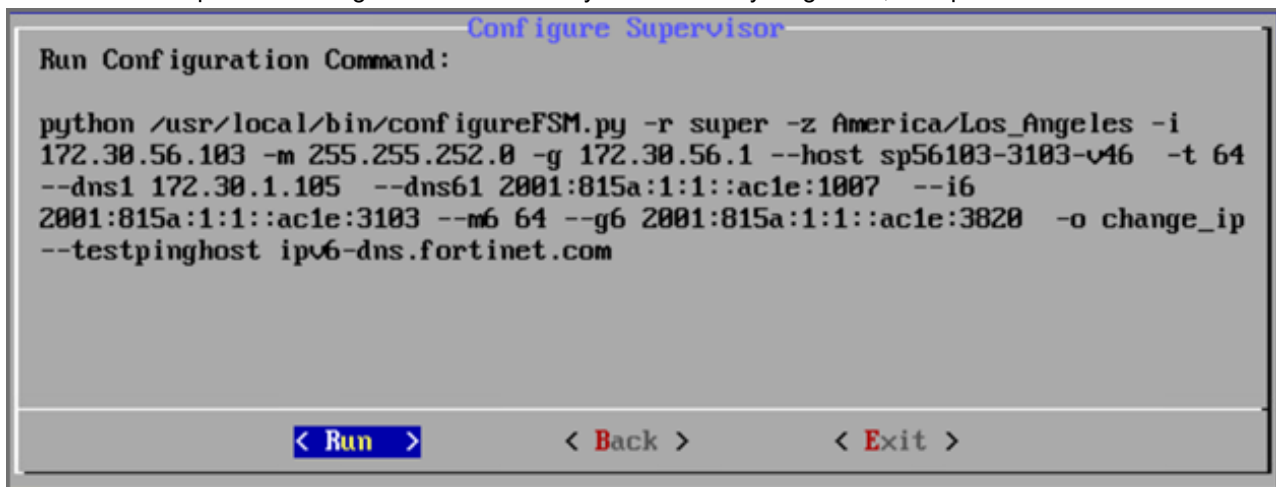 Configure Supervisor
Run Configuration Command:
python /usr/local/bin/configureFSM.py -r super -z America/Los_Angeles -i
172.30.56.103 -m 255.255.252.0 -g 172.30.56.1 --host sp56103-3103-v46  -t 64
--dns1 172.30.1.105  --dns61 2001:815a:1:1::ac1e:1007  --i6
2001:815a:1:1::ac1e:3103 --m6 64 --g6 2001:815a:1:1::ac1e:3820  -o change_ip
--testpinghost ipv6-dns.fortinet.com
< Run > < Back > < Exit >